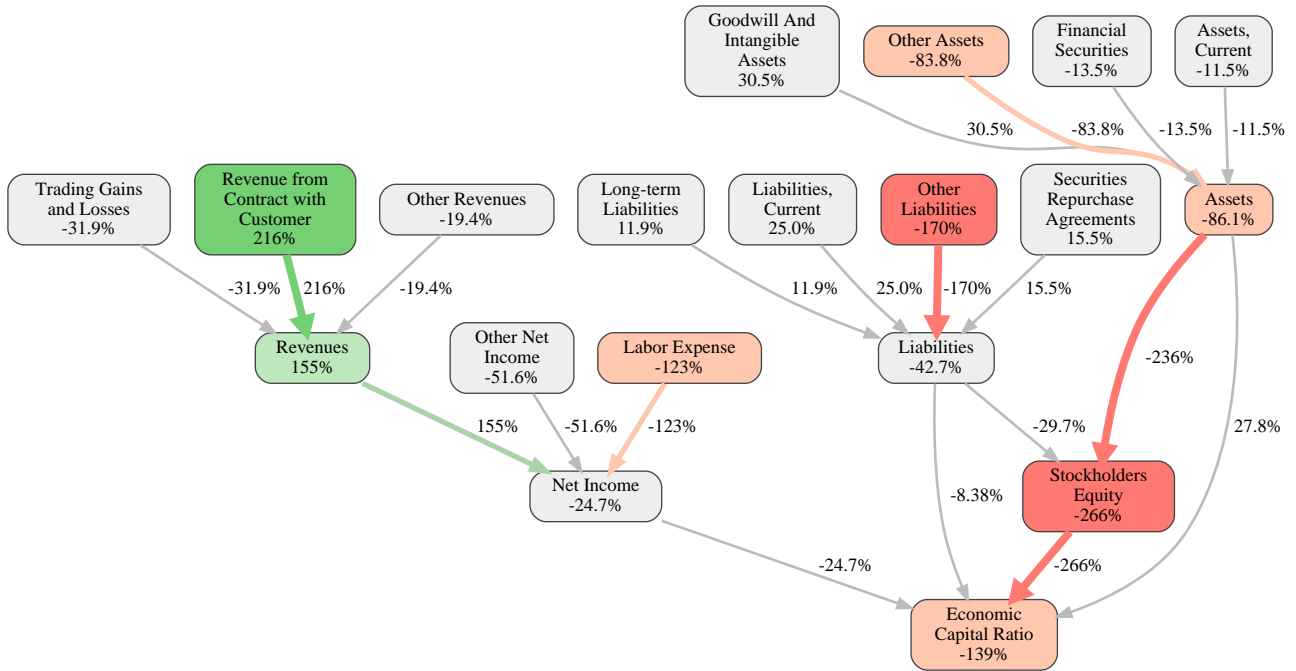 Goodwill And
Intangible
Assets
30.5%
Other Assets
-83.8%
Financial
Securities
-13.5%
Assets,
Current
-11.5%
30.5%
-83.8%
-13.5%
-11.5%
Trading Gains
and Losses
-31.9%
Revenue from
Contract with
Customer
216%
Other Revenues
-19.4%
Long-term
Liabilities
11.9%
Liabilities,
Current
25.0%
Other
Liabilities
-170%
Securities
Repurchase
Agreements
15.5%
Assets
-86.1%
-31.9%
216%
-19.4%
11.9%
25.0%
-170%
15.5%
Revenues
155%
Other Net
Income
-51.6%
Labor Expense
-123%
Liabilities
-42.7%
-236%
155%
-51.6%
-123%
-29.7%
27.8%
Net Income
-24.7%
-8.38%
Stockholders
Equity
-266%
-24.7%
-266%
Economic
Capital Ratio
-139%